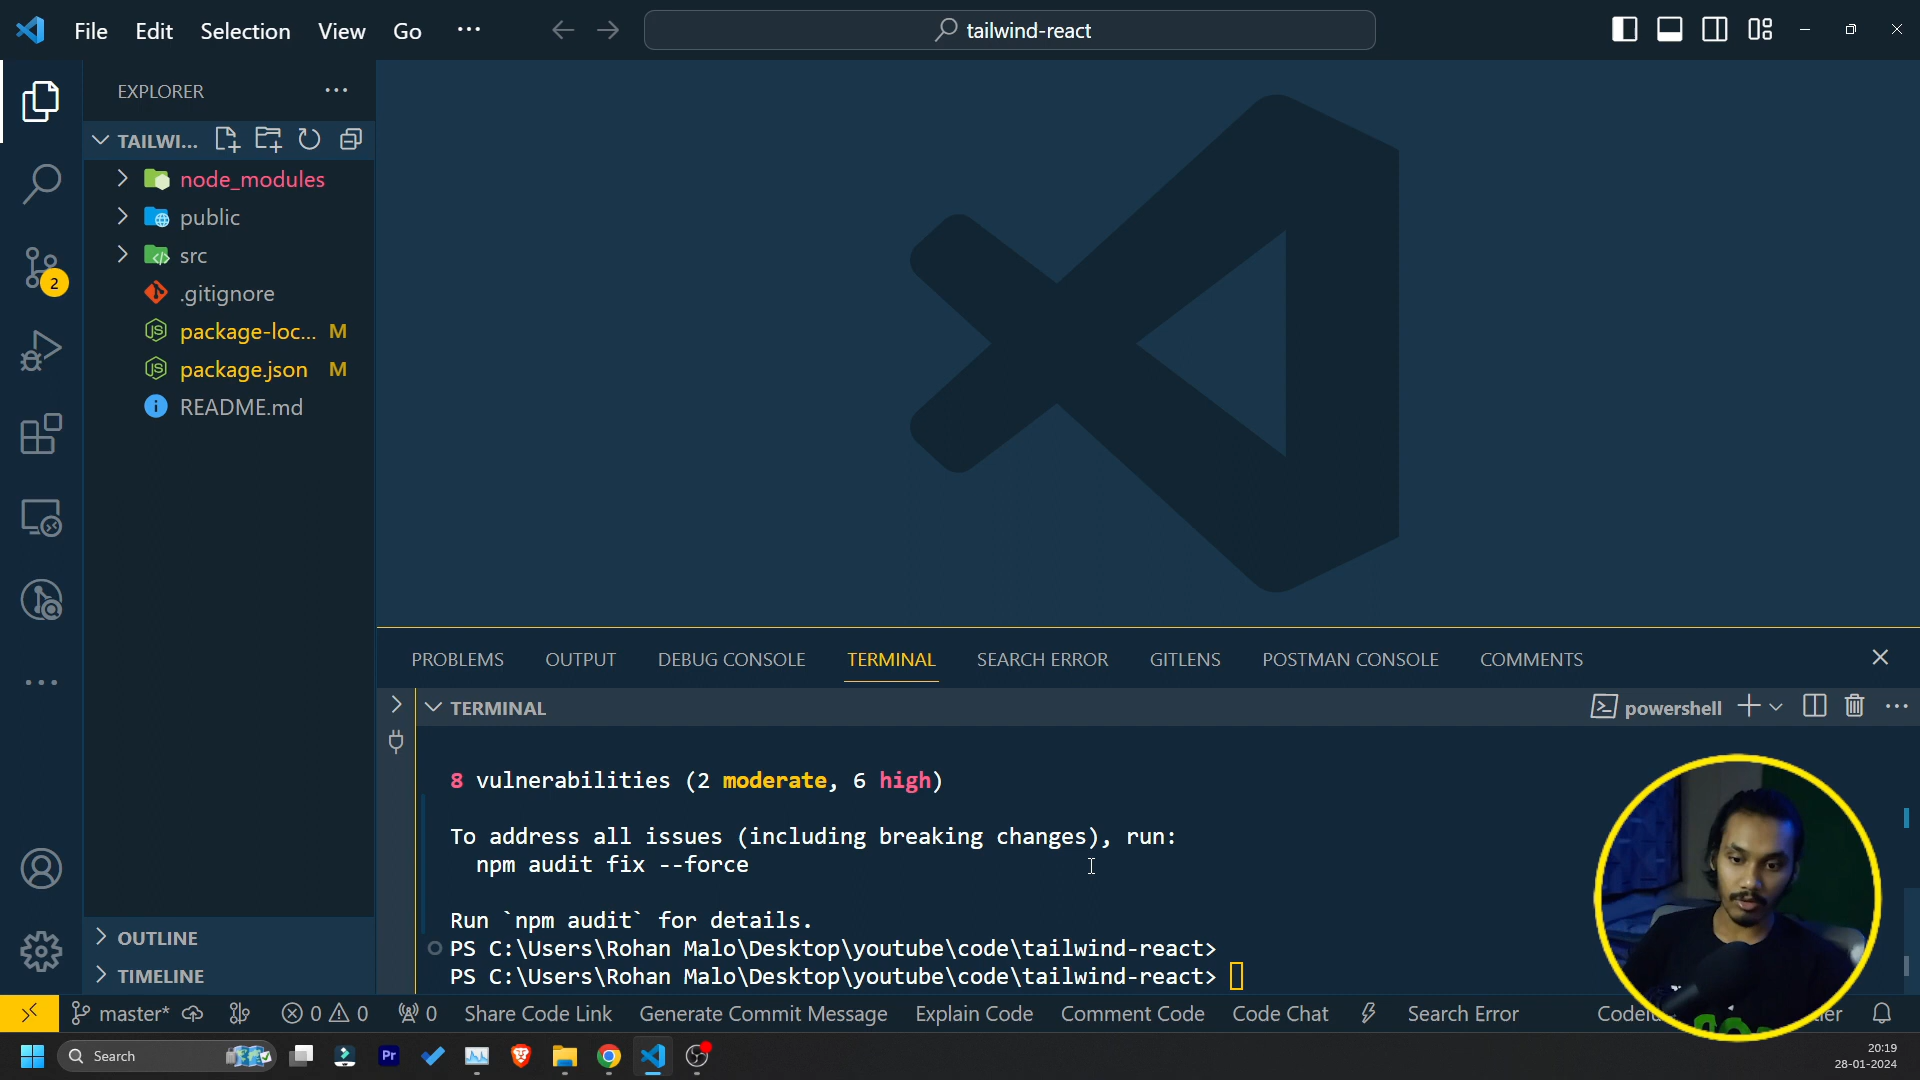 File Edit Selection View Go ··· tailwind-react
EXPLORER ···
TAILWI...
node_modules
public
src
.gitignore
package-loc... M
package.json M
README.md
2
OUTLINE
TIMELINE
PROBLEMS OUTPUT DEBUG CONSOLE TERMINAL SEARCH ERROR GITLENS POSTMAN CONSOLE COMMENTS
TERMINAL powershell
8 vulnerabilities (2 moderate, 6 high)
To address all issues (including breaking changes), run:
npm audit fix --force
Run `npm audit` for details.
PS C:\Users\Rohan Malo\Desktop\youtube\code\tailwind-react>
PS C:\Users\Rohan Malo\Desktop\youtube\code\tailwind-react>
master* 0 0 0 Share Code Link Generate Commit Message Explain Code Comment Code Code Chat Search Error
Search Pr
20:19
28-01-2024